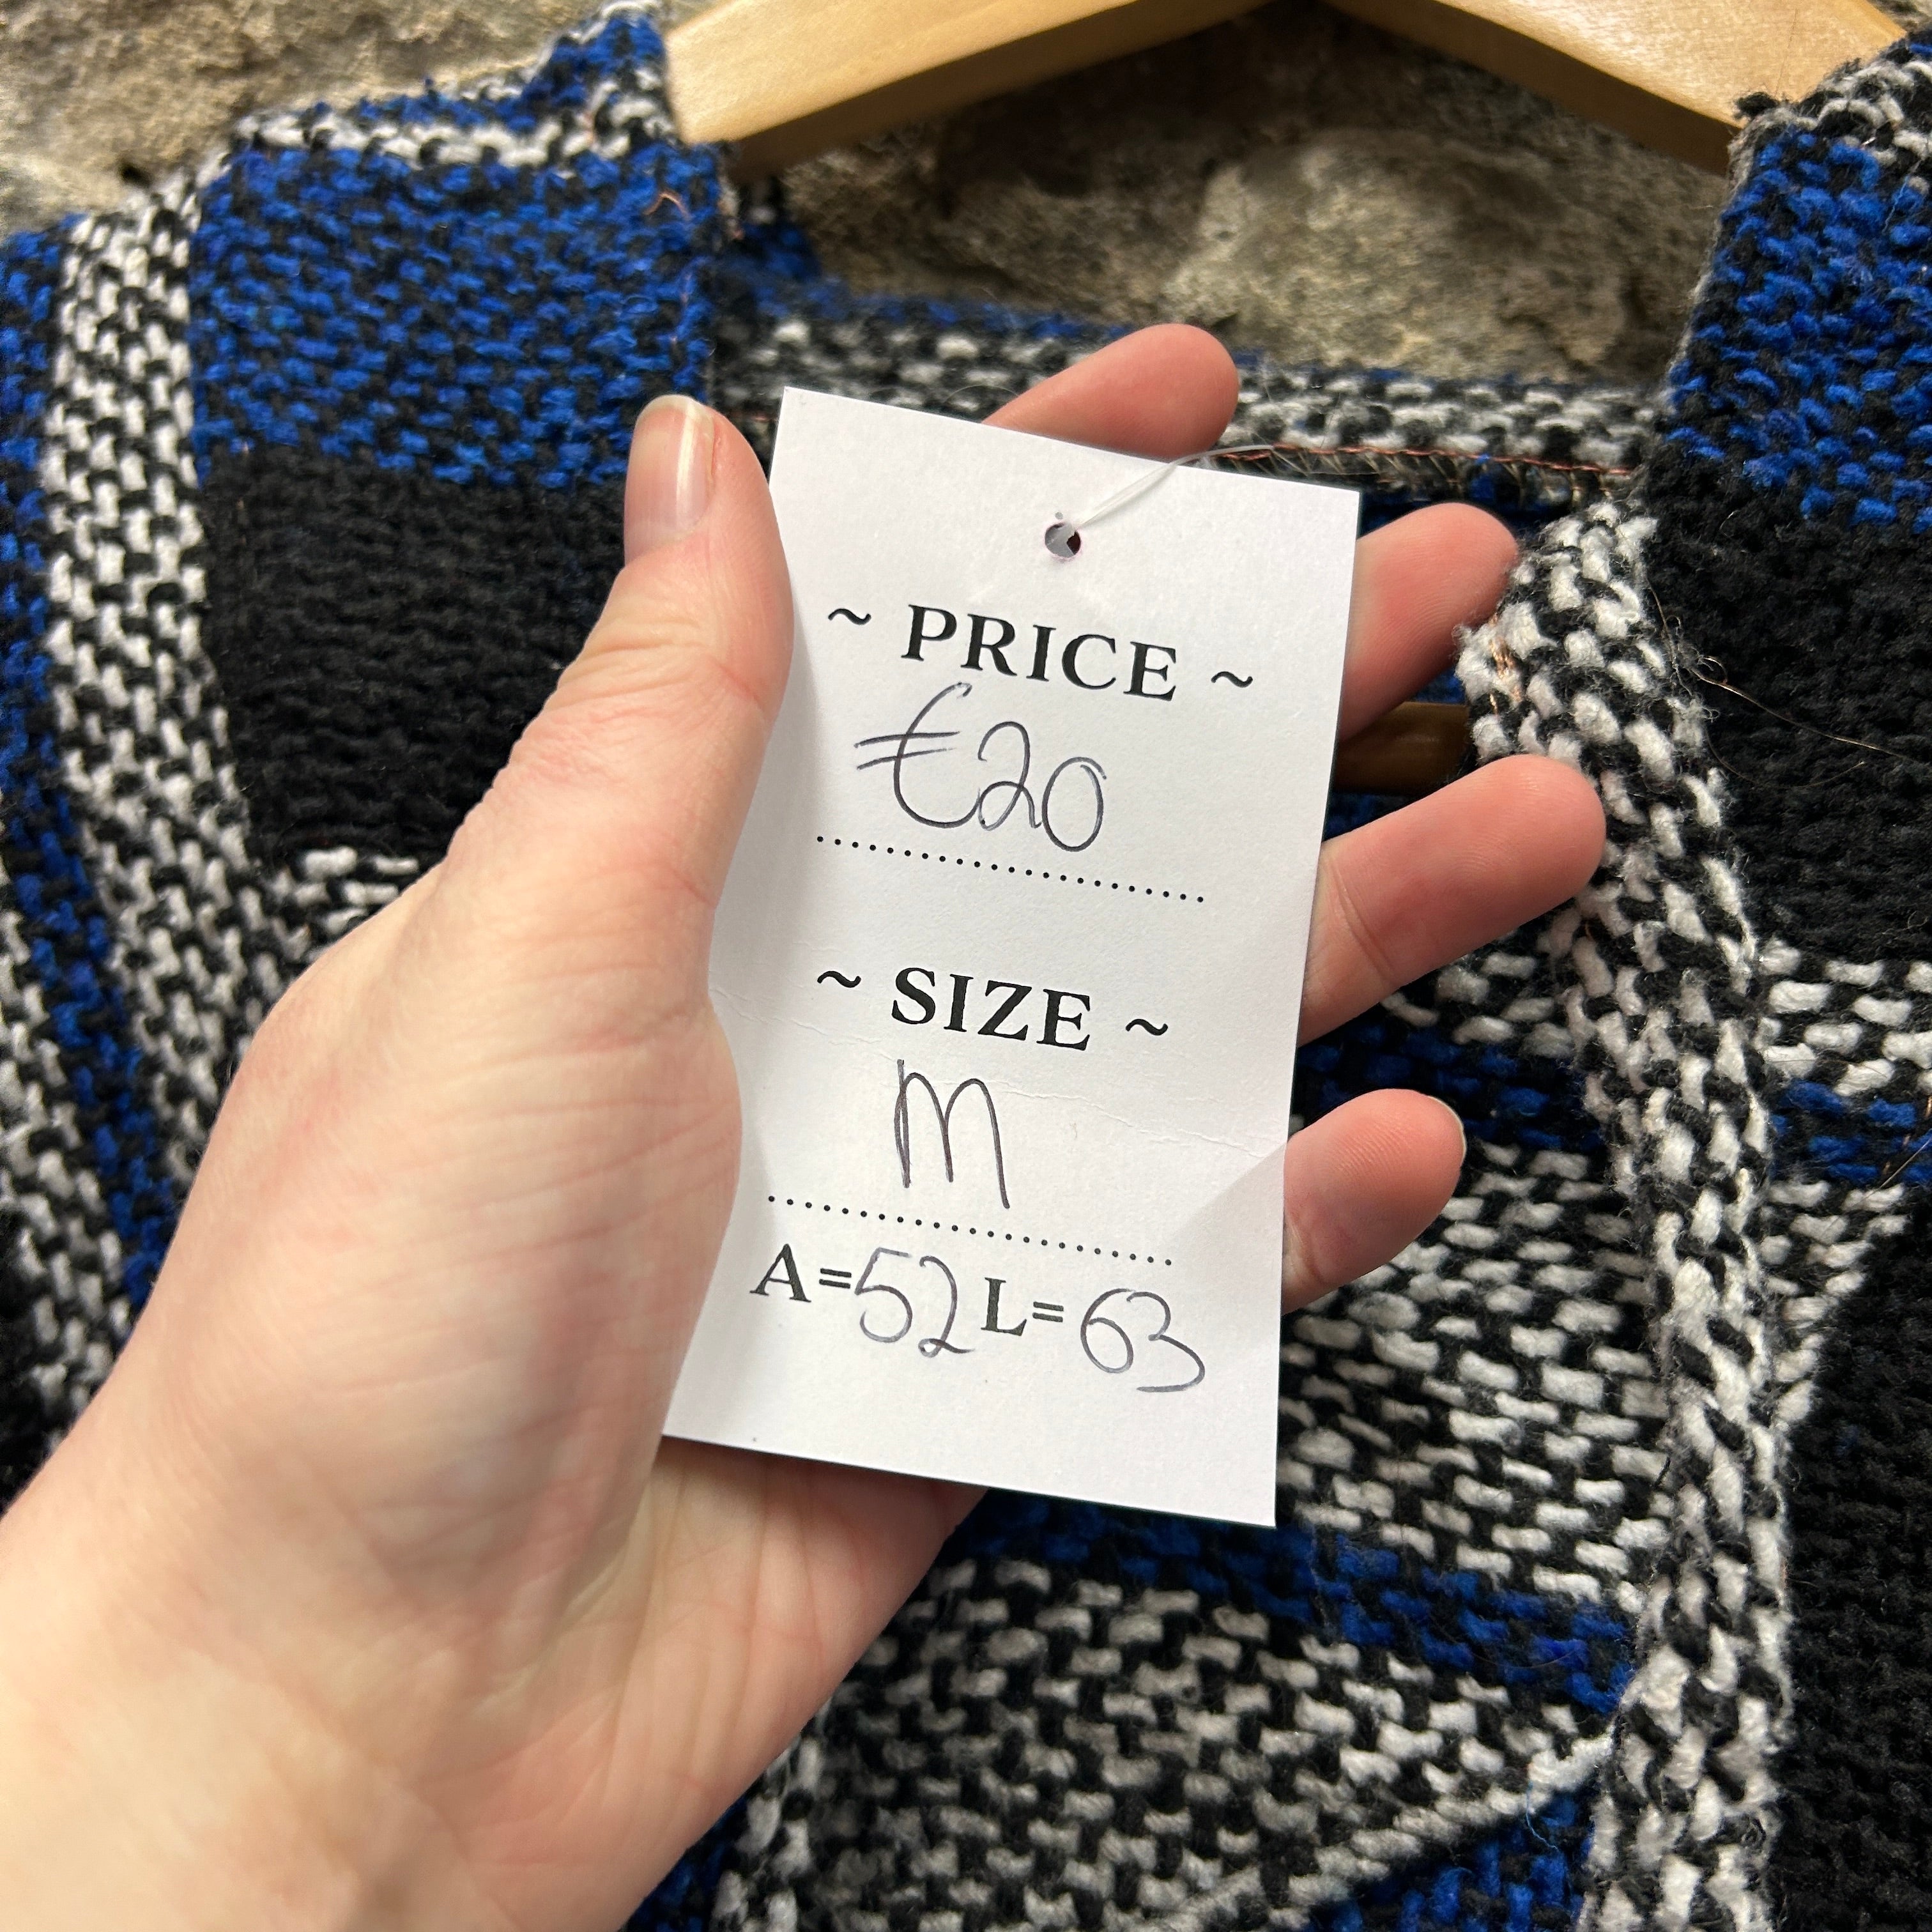 ~ PRICE ~
€20
~ SIZE ~
M
A=52 L=63